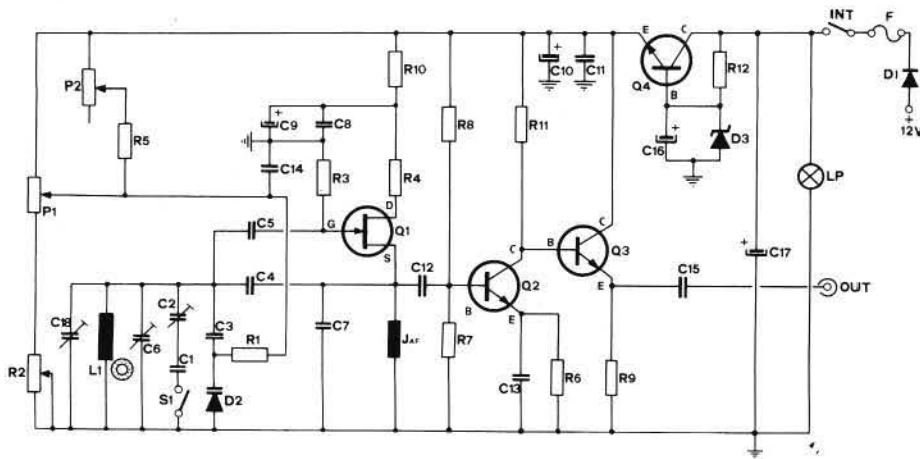 INT
F
E
C
P2
R10
C10
C11
Q4
R12
D1
B
+
12V
R5
C9
C8
R8
R11
C16
D3
C14
R3
R4
LP
P1
D
C5
G
Q1
C
S
B
Q3
C17
C4
C12
C
Q2
E
C15
OUT
C18
C2
B
C6
C3
R1
C7
JAF
R7
E
R2
L1
C1
C13
R6
R9
S1
D2